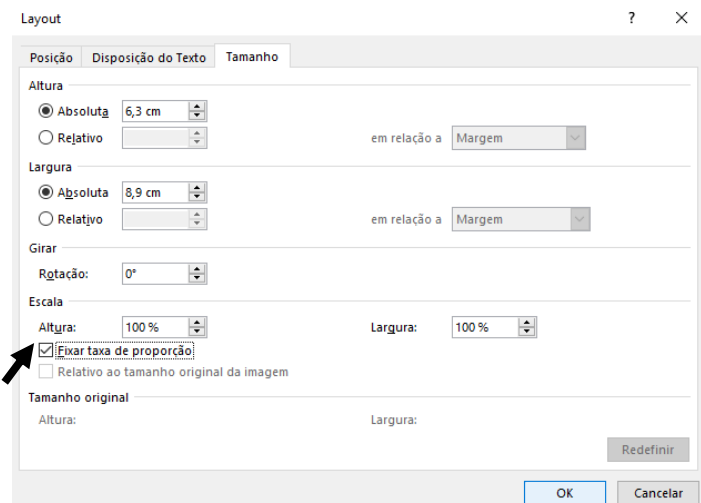 Layout ?
Posição Disposição do Texto Tamanho
Altura
Absoluta 6,3 cm
Relativo em relação a Margem
Largura
Absoluta 8,9 cm
Relativo em relação a Margem
Girar
Rotação: 0°
Escala
Altura: 100 % Largura: 100 %
Fixar taxa de proporção
Relativo ao tamanho original da imagem
Tamanho original
Altura: Largura:
Redefinir
OK Cancelar